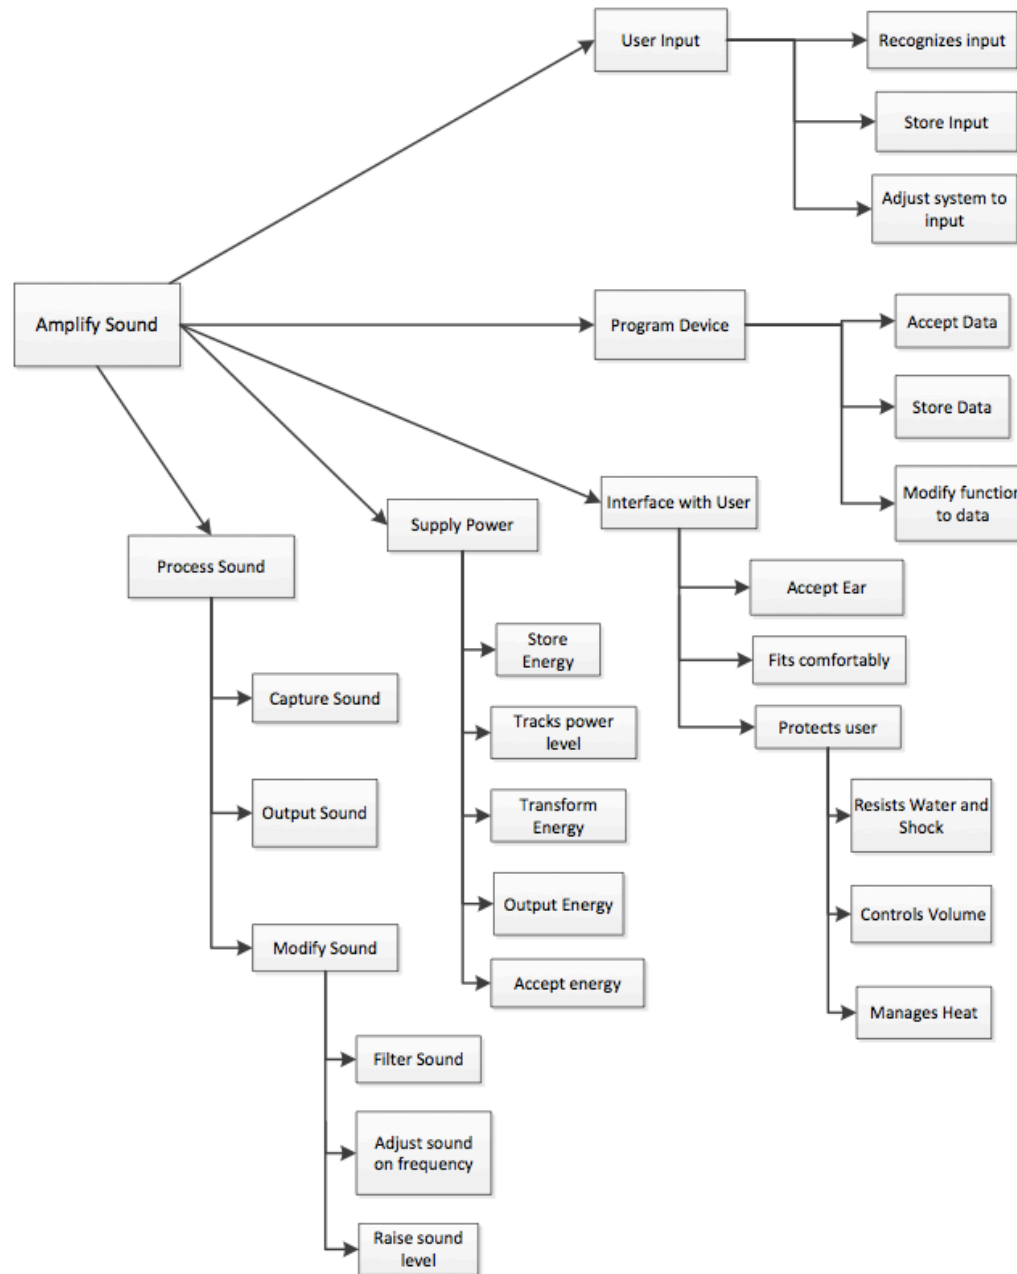 User Input
Recognizes input
Store Input
Adjust system to
input
Amplify Sound
Program Device
Accept Data
Store Data
Modify function
to data
Interface with User
Supply Power
Process Sound
Accept Ear
Fits comfortably
Protects user
Store
Energy
Tracks power
level
Transform
Energy
Output Energy
Accept energy
Capture Sound
Output Sound
Modify Sound
Resists Water and
Shock
Controls Volume
Manages Heat
Filter Sound
Adjust sound
on frequency
Raise sound
level